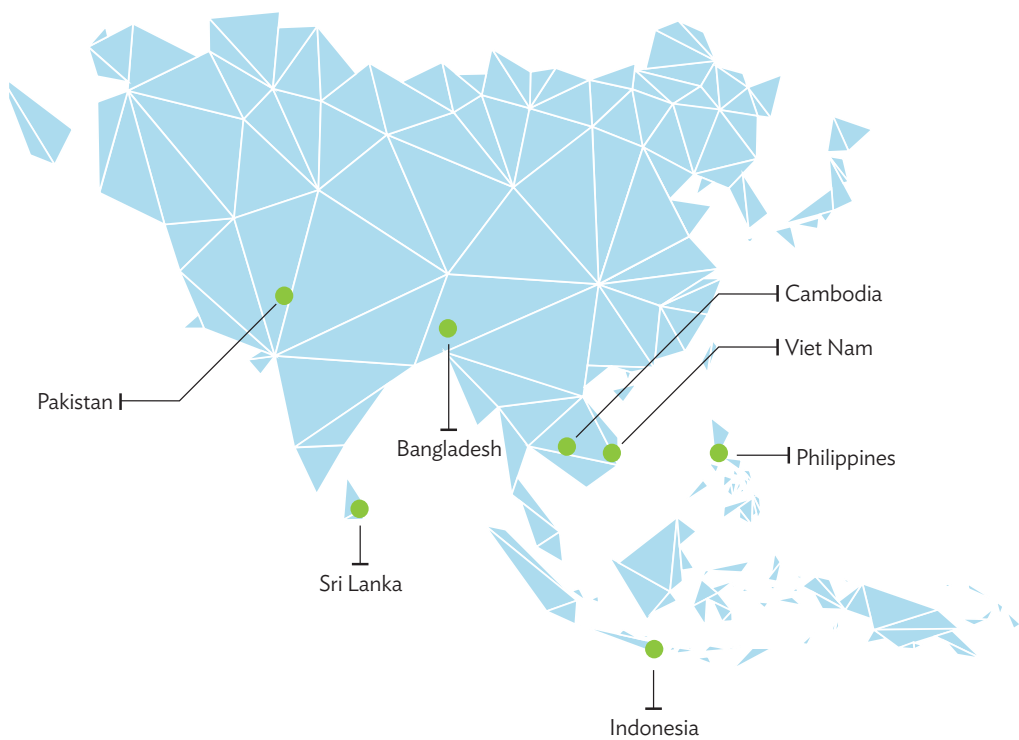 Cambodia
Viet Nam
Pakistan
Bangladesh
Philippines
Sri Lanka
Indonesia